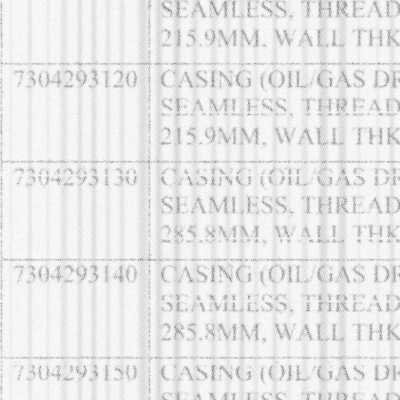 SEAMLESS, THREAD
215.9MM, WALL THK
7304293120 CASING (OIL/GAS DR
SEAMLESS, THREAD
215.9MM, WALL THK
7304293130 CASING (OIL/GAS DR
SEAMLESS, THREAD
285.8MM, WALL THK
7304293140 CASING (OIL/GAS DR
SEAMLESS, THREAD
285.8MM, WALL THK
7304293150 CASING (OIL/GAS DR
SEAMLESS, THREAD